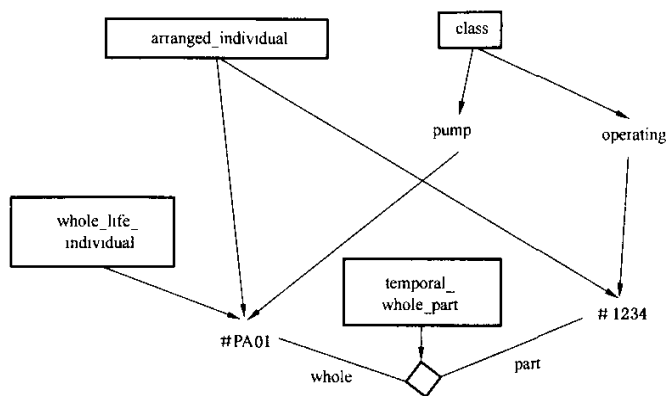 arranged_individual
class
pump
operating
whole_life_
individual
temporal_
whole_part
#PA01
# 1234
whole
part